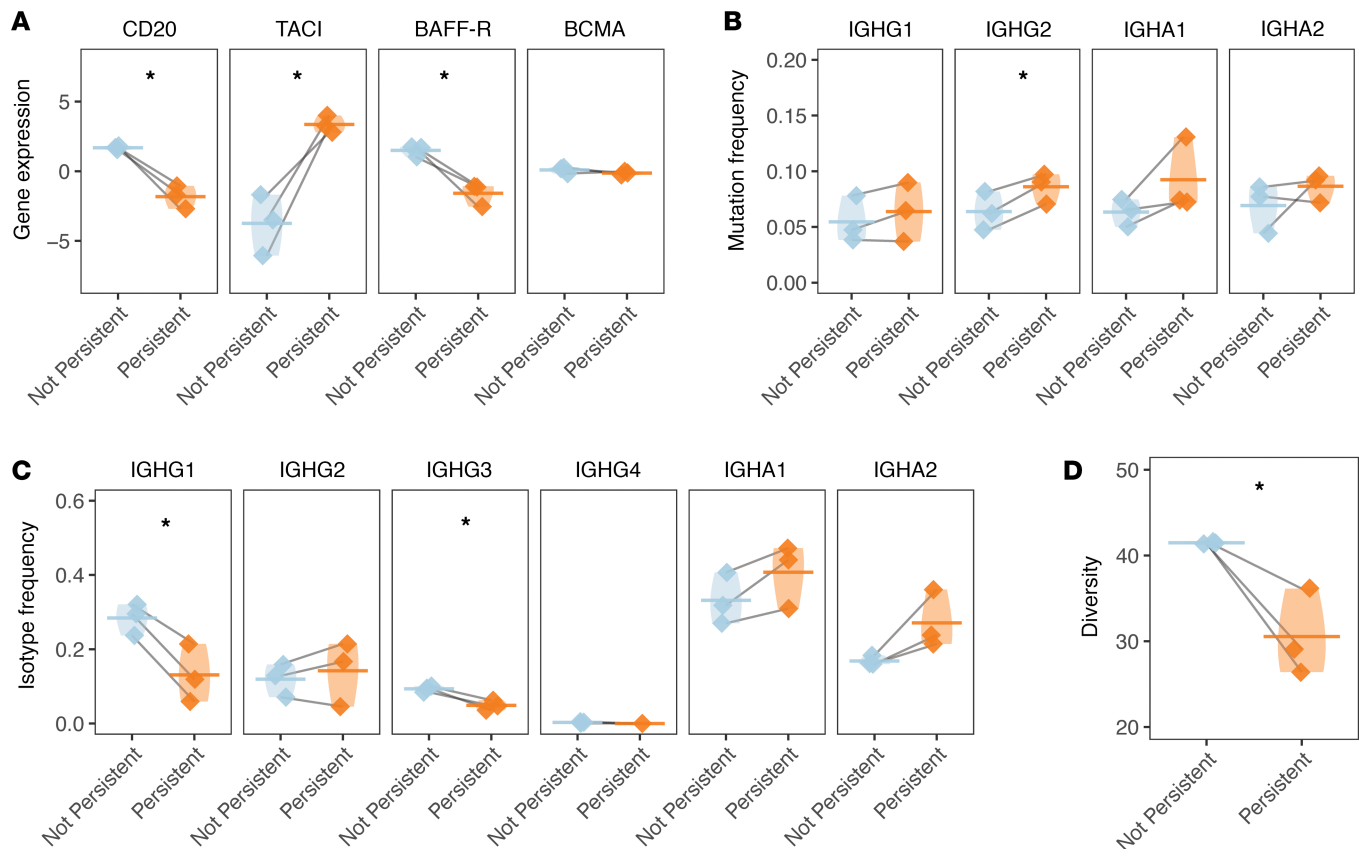 A
CD20 TACI BAFF-R BCMA
Gene expression
5
0
−5
* * *
Not Persistent Persistent Not Persistent Persistent Not Persistent Persistent Not Persistent Persistent
B
IGHG1 IGHG2 IGHA1 IGHA2
Mutation frequency
0.20
0.15
0.10
0.05
0.00
*
Not Persistent Persistent Not Persistent Persistent Not Persistent Persistent Not Persistent Persistent
C
IGHG1 IGHG2 IGHG3 IGHG4 IGHA1 IGHA2
Isotype frequency
0.6
0.4
0.2
0.0
* *
Not Persistent Persistent Not Persistent Persistent Not Persistent Persistent Not Persistent Persistent Not Persistent Persistent Not Persistent Persistent
D
Diversity
50
40
30
20
*
Not Persistent Persistent